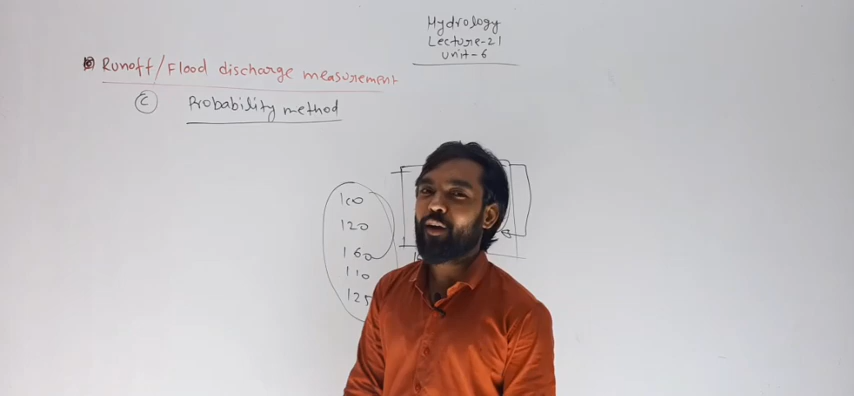 Hydrology
Lecture-21
Unit-6
Runoff/Flood discharge measurement
C Probability method
100
120
160
110
125